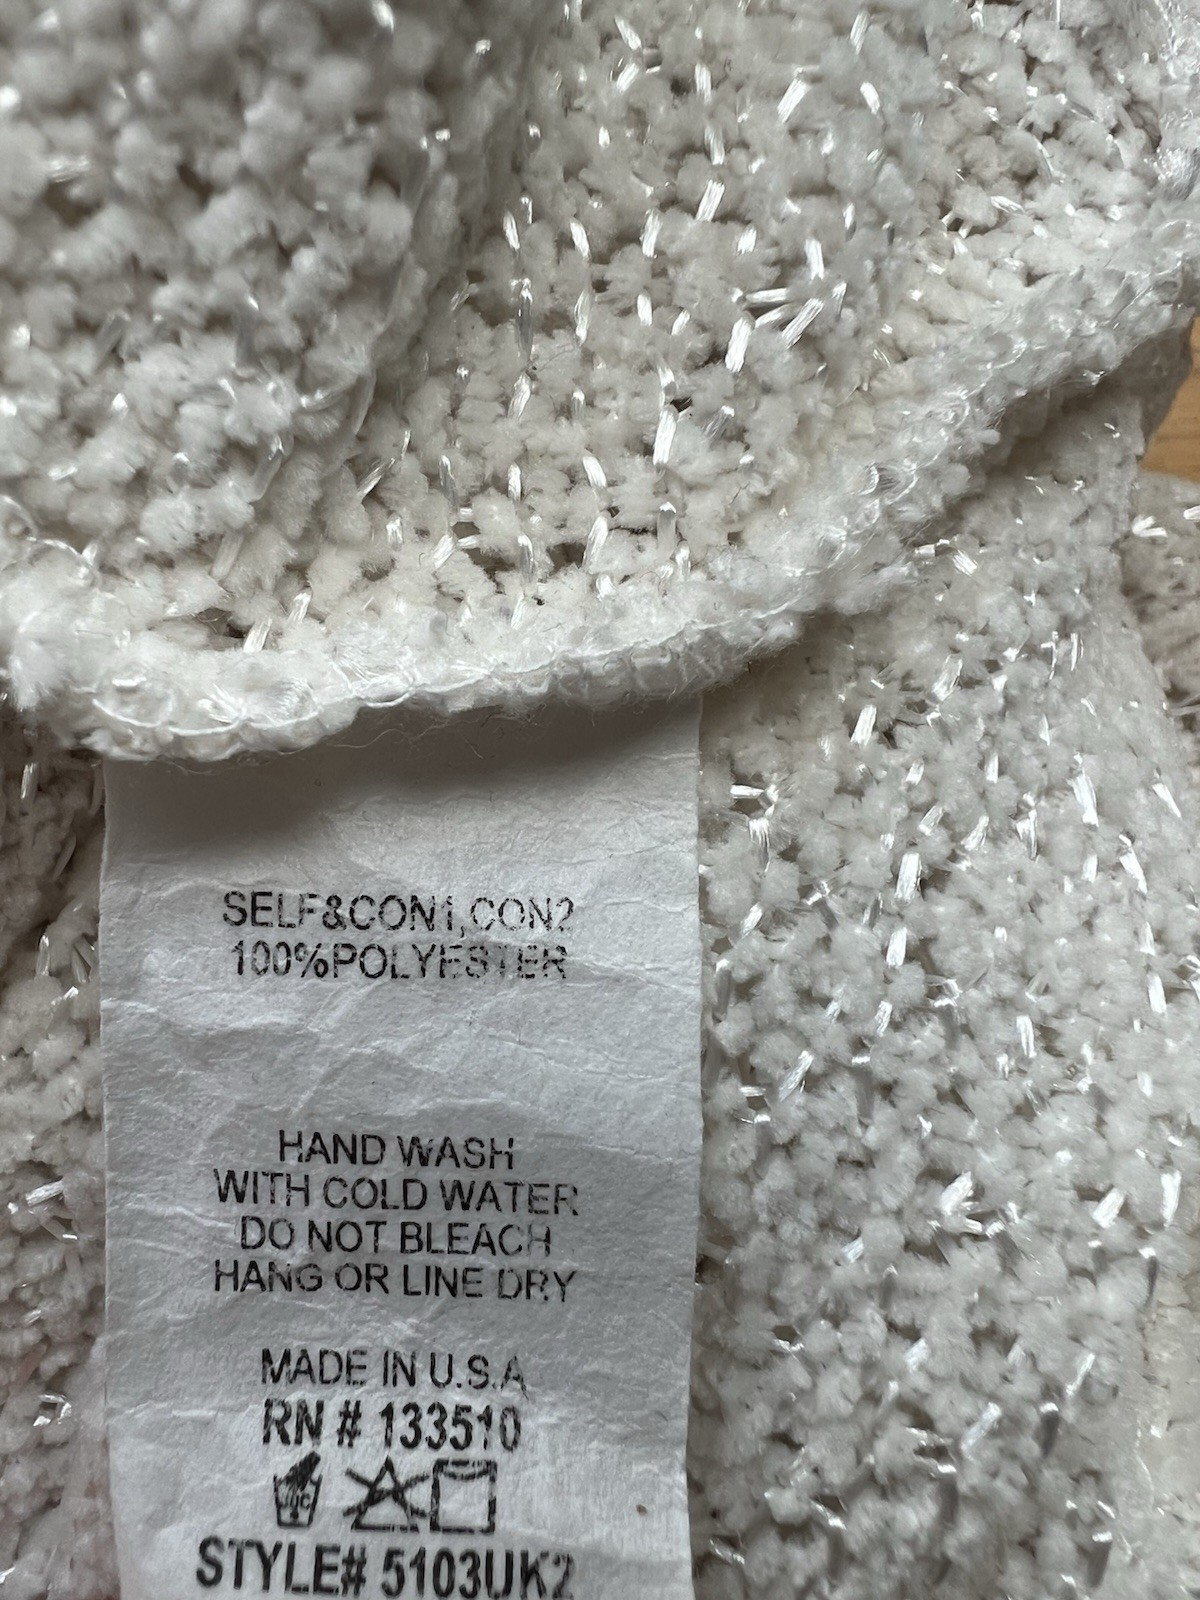 SELF&CON1,CON2
100%POLYESTER
HAND WASH
WITH COLD WATER
DO NOT BLEACH
HANG OR LINE DRY
MADE IN U.S.A
RN # 133510
STYLE# 5103UK2